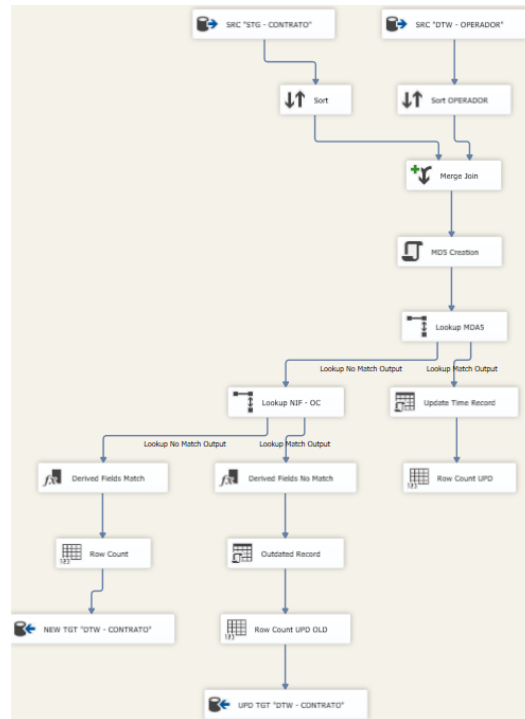 SRC "STG - CONTRATO"
SRC "DTW - OPERADOR"
Sort
Sort OPERADOR
Merge Join
MD5 Creation
Lookup MDA5
Lookup No Match Output
Lookup Match Output
Lookup NIF - OC
Update Time Record
Lookup No Match Output
Lookup Match Output
Derived Fields Match
Derived Fields No Match
Row Count UPD
Row Count
Outdated Record
NEW TGT "DTW - CONTRATO"
Row Count UPD OLD
UPD TGT "DTW - CONTRATO"